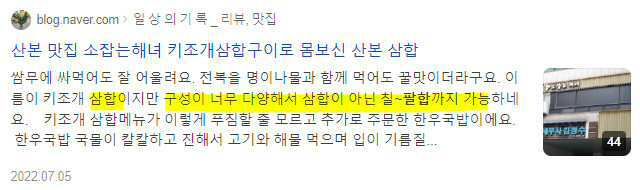 blog.naver.com › 일 상 의 기 록 _ 리뷰, 맛집
산본 맛집 소잡는해녀 키조개삼합구이로 몸보신 산본 삼합
쌈무에 싸먹어도 잘 어울려요. 전복을 명이나물과 함께 먹어도 꿀맛이더라구요. 이
름이 키조개 삼합이지만 구성이 너무 다양해서 삼합이 아닌 칠~팔합까지 가능하네
요. 키조개 삼합메뉴가 이렇게 푸짐할 줄 모르고 추가로 주문한 한우국밥이에요.
한우국밥 국물이 칼칼하고 진해서 고기와 해물 먹으며 입이 기름질...
44
2022.07.05